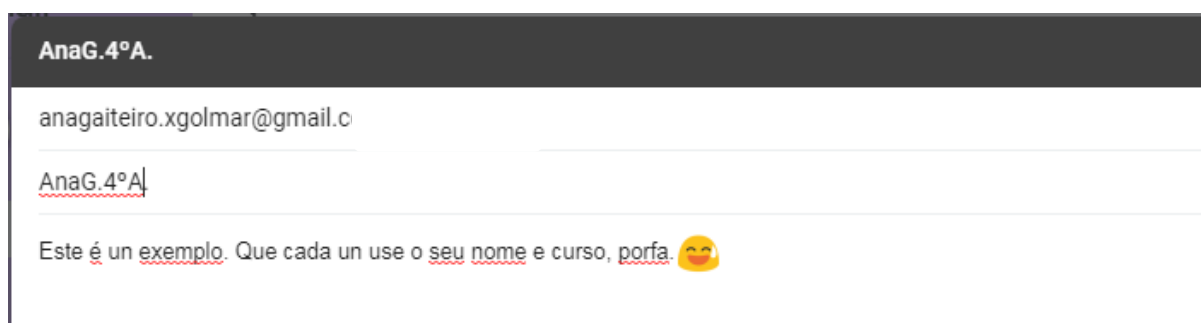 AnaG.4ºA.
anagaiteiro.xgolmar@gmail.c
AnaG.4ºA.
Este é un exemplo. Que cada un use o seu nome e curso, porfa. 😅